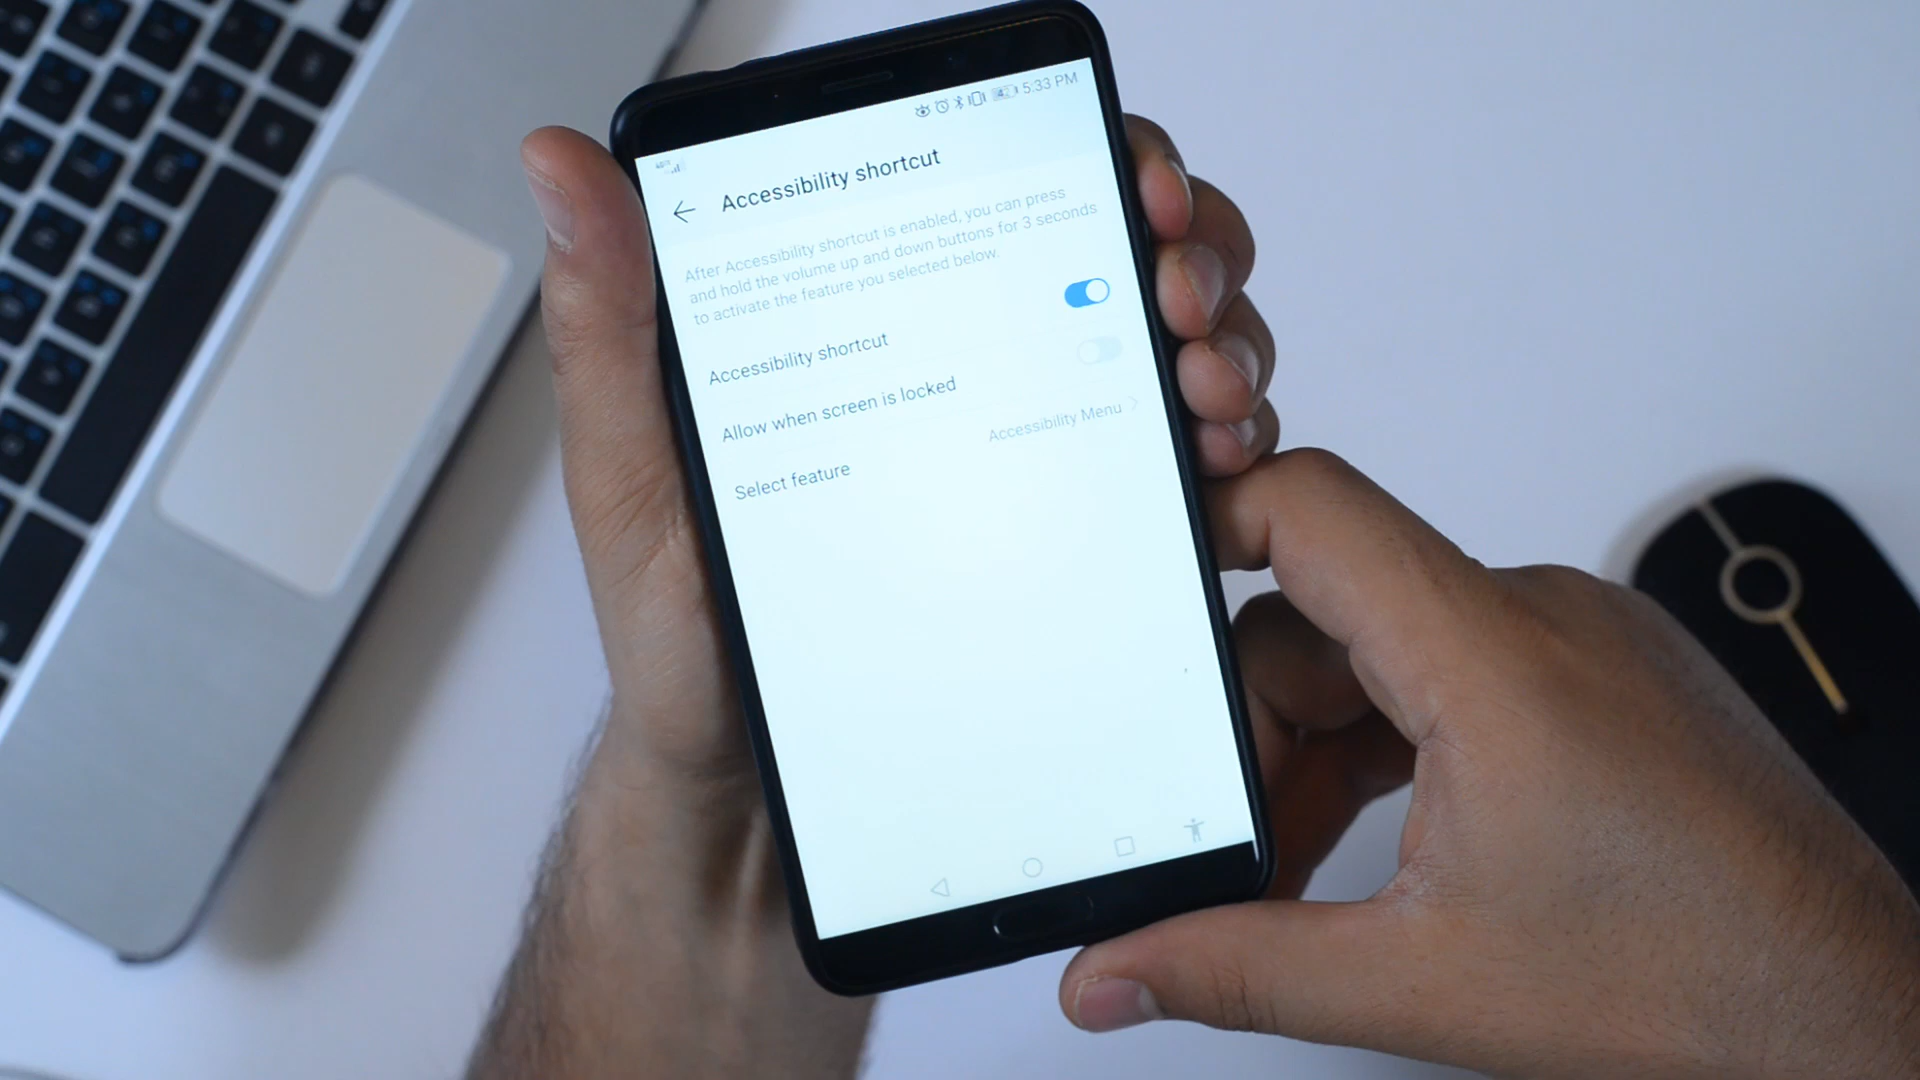 5:33 PM
Accessibility shortcut
After Accessibility shortcut is enabled, you can press
and hold the volume up and down buttons for 3 seconds
to activate the feature you selected below.
Accessibility shortcut
Allow when screen is locked
Select feature
Accessibility Menu